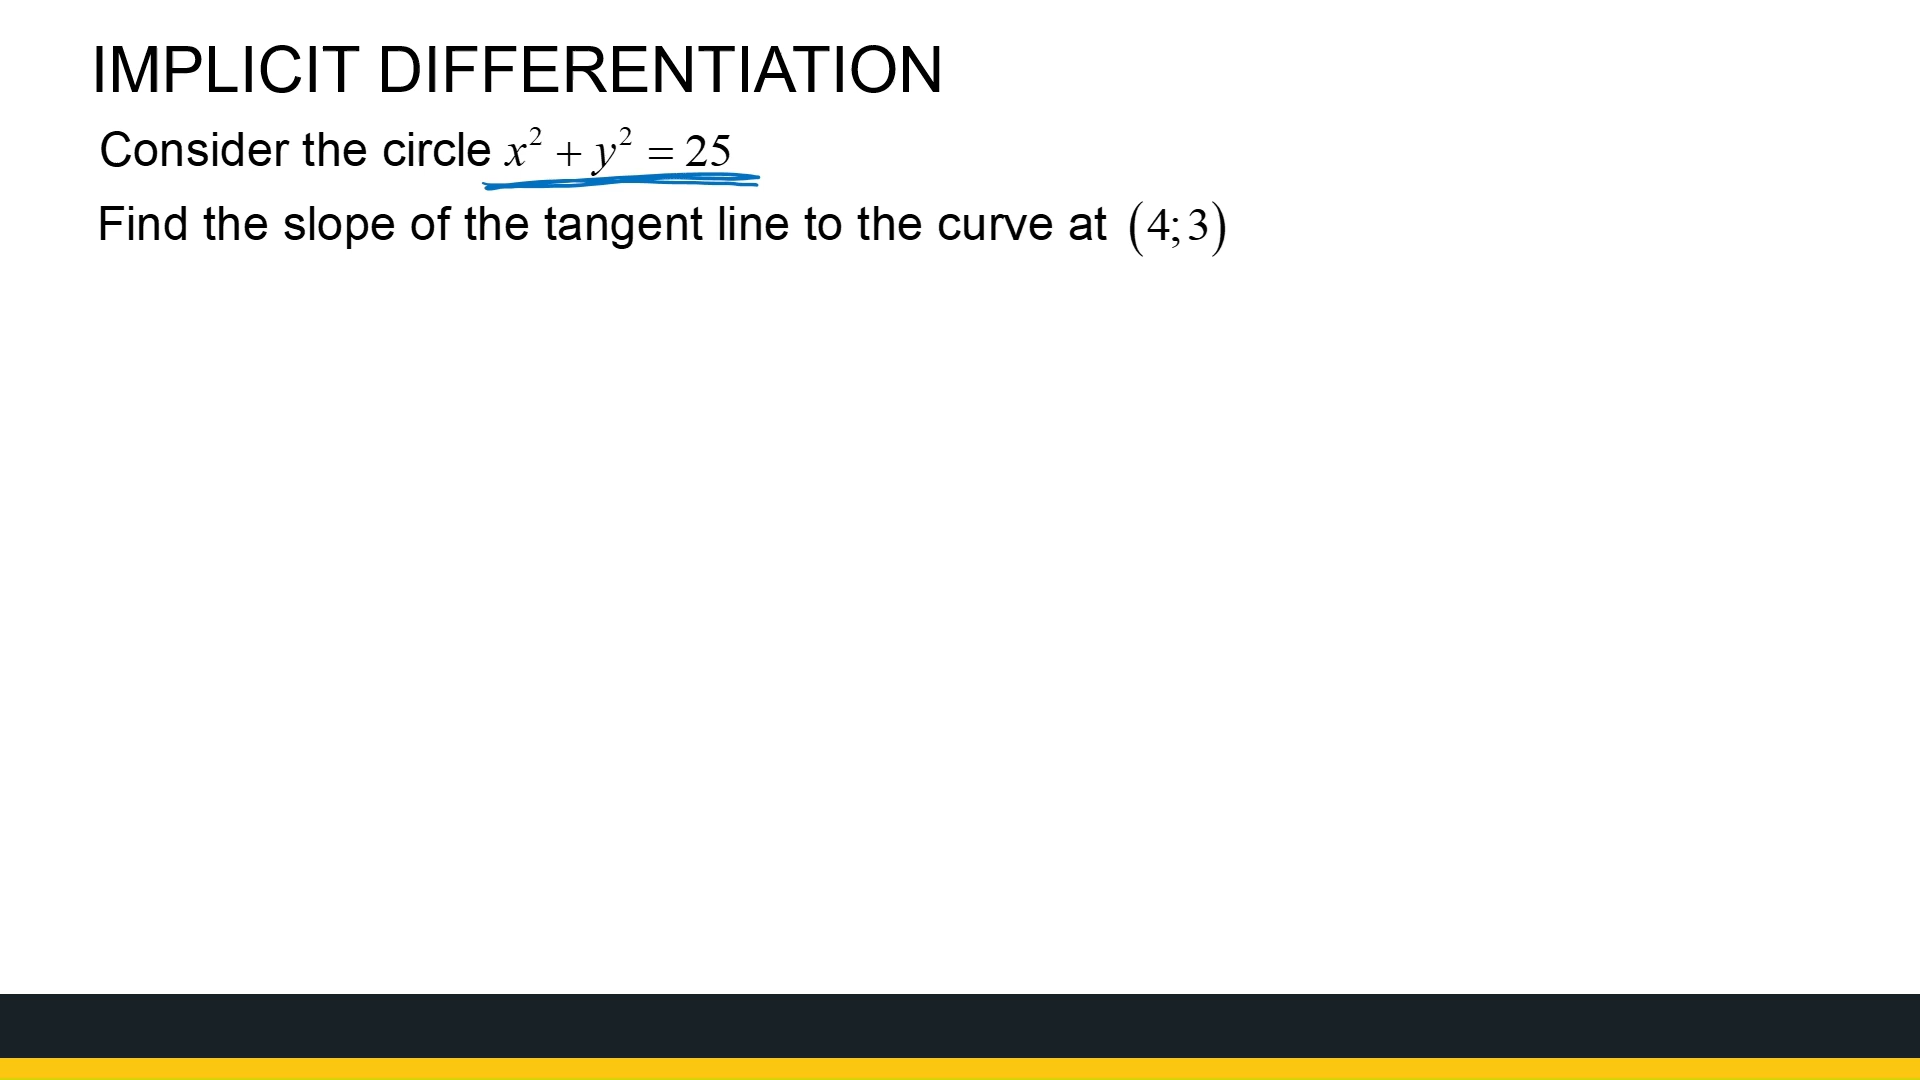 IMPLICIT DIFFERENTIATION
Consider the circle x² + y² = 25
Find the slope of the tangent line to the curve at (4;3)